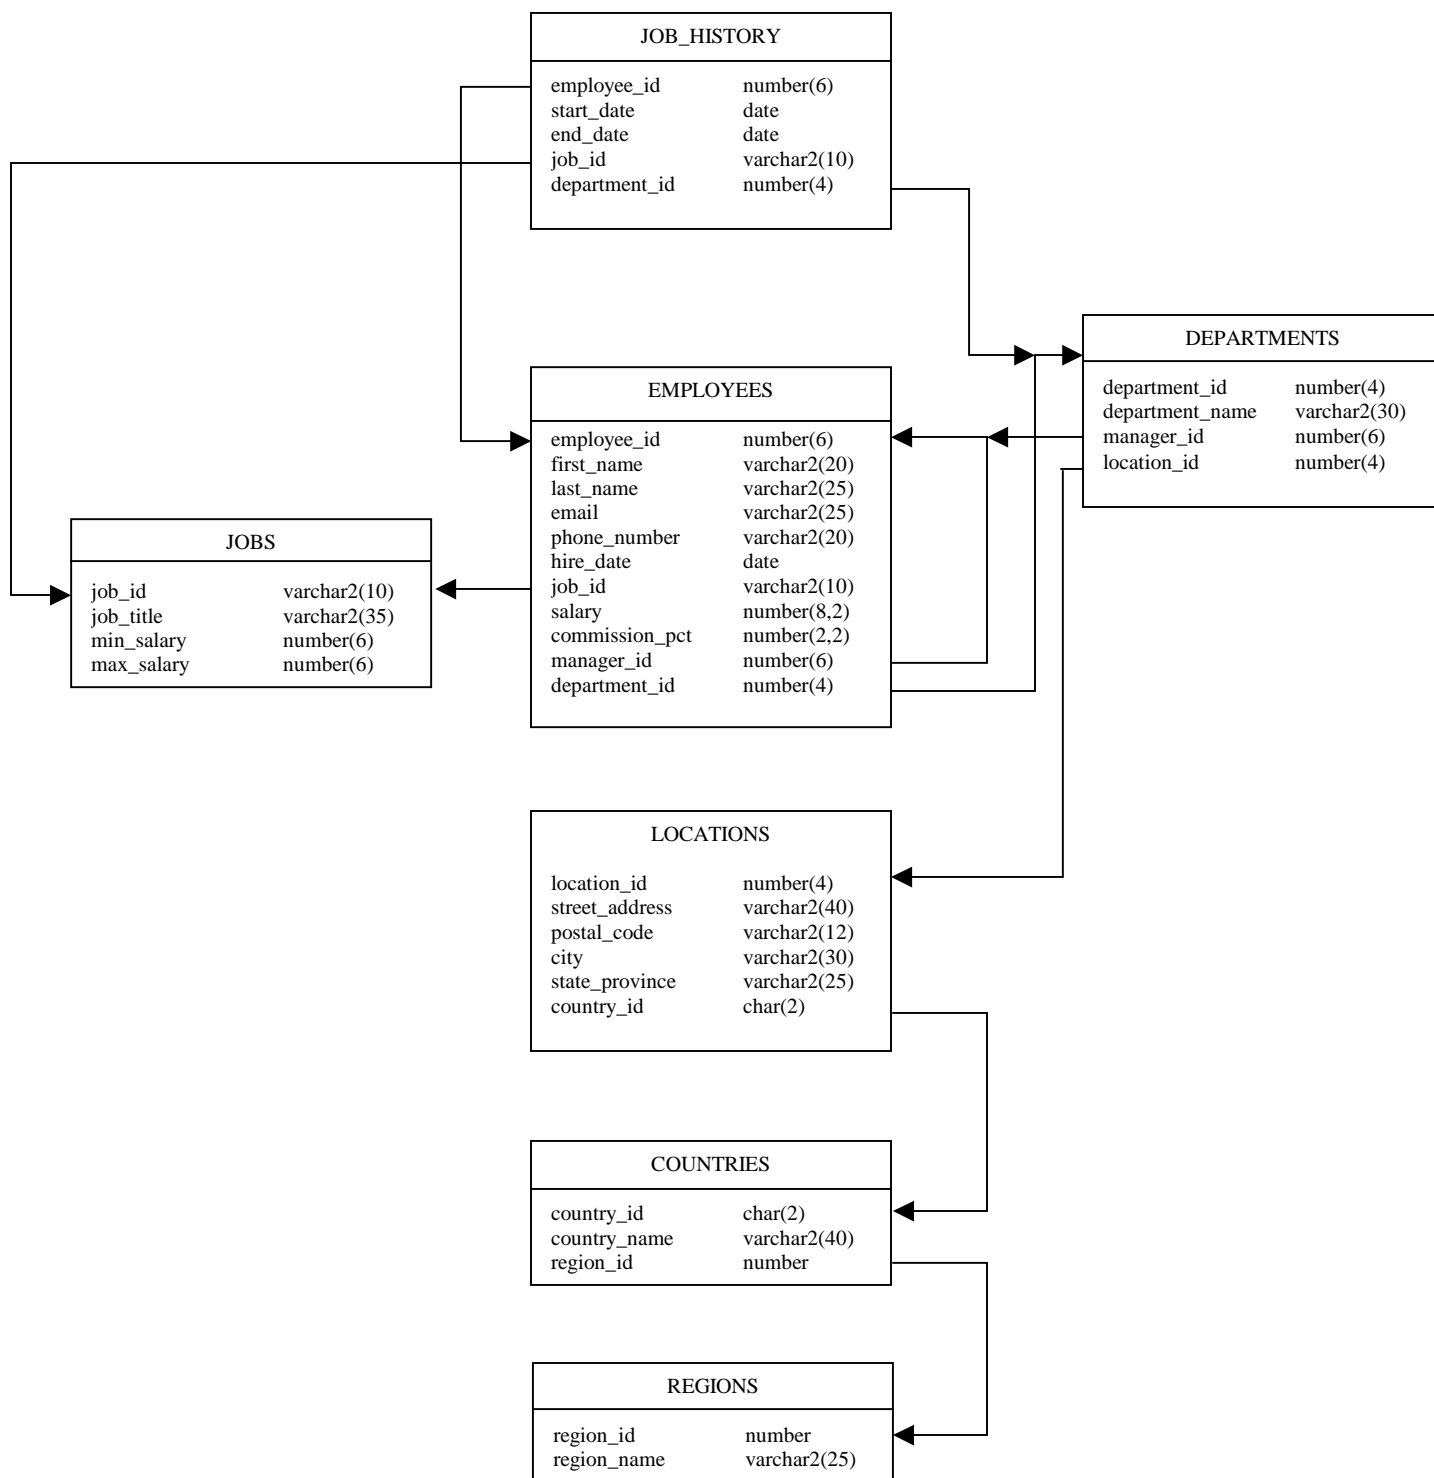 JOB_HISTORY
employee_id number(6)
start_date date
end_date date
job_id varchar2(10)
department_id number(4)
DEPARTMENTS
department_id number(4)
department_name varchar2(30)
manager_id number(6)
location_id number(4)
EMPLOYEES
employee_id number(6)
first_name varchar2(20)
last_name varchar2(25)
email varchar2(25)
phone_number varchar2(20)
hire_date date
job_id varchar2(10)
salary number(8,2)
commission_pct number(2,2)
manager_id number(6)
department_id number(4)
JOBS
job_id varchar2(10)
job_title varchar2(35)
min_salary number(6)
max_salary number(6)
LOCATIONS
location_id number(4)
street_address varchar2(40)
postal_code varchar2(12)
city varchar2(30)
state_province varchar2(25)
country_id char(2)
COUNTRIES
country_id char(2)
country_name varchar2(40)
region_id number
REGIONS
region_id number
region_name varchar2(25)